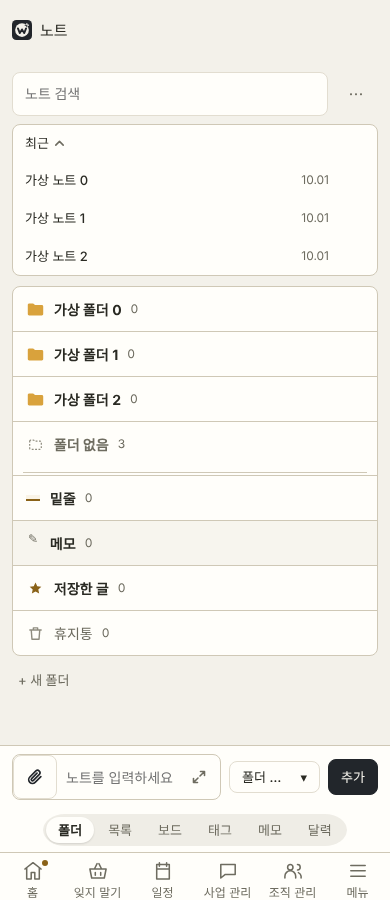 노트
노트 검색
최근
가상 노트 0 10.01
가상 노트 1 10.01
가상 노트 2 10.01
가상 폴더 0 0
가상 폴더 1 0
가상 폴더 2 0
폴더 없음 3
밑줄 0
메모 0
저장한 글 0
휴지통 0
+ 새 폴더
노트를 입력하세요 폴더 ... 추가
폴더 목록 보드 태그 메모 달력
홈 잊지 말기 일정 사업 관리 조직 관리 메뉴